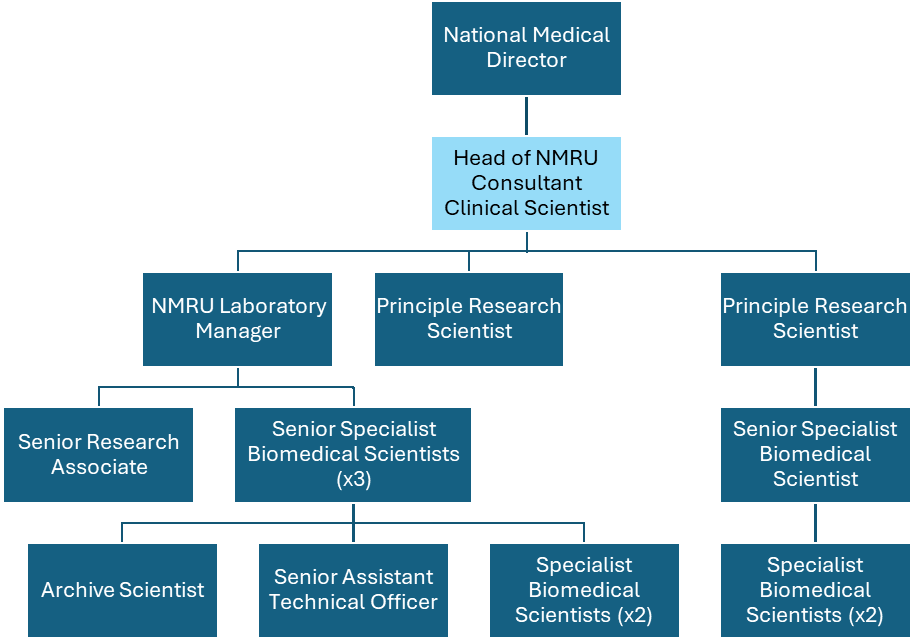 National Medical
Director
Head of NMRU
Consultant
Clinical Scientist
NMRU Laboratory
Manager
Principle Research
Scientist
Principle Research
Scientist
Senior Research
Associate
Senior Specialist
Biomedical Scientists
(x3)
Senior Specialist
Biomedical
Scientist
Archive Scientist
Senior Assistant
Technical Officer
Specialist
Biomedical
Scientists (x2)
Specialist
Biomedical
Scientists (x2)